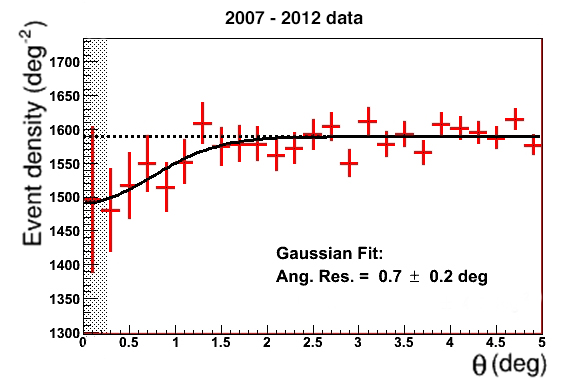 2007 - 2012 data
Event density (deg-2)
1700
1650
1600
1550
1500
1450
1400
1350
1300
Gaussian Fit:
Ang. Res. = 0.7 ± 0.2 deg
0 0.5 1 1.5 2 2.5 3 3.5 4 4.5 5
θ (deg)